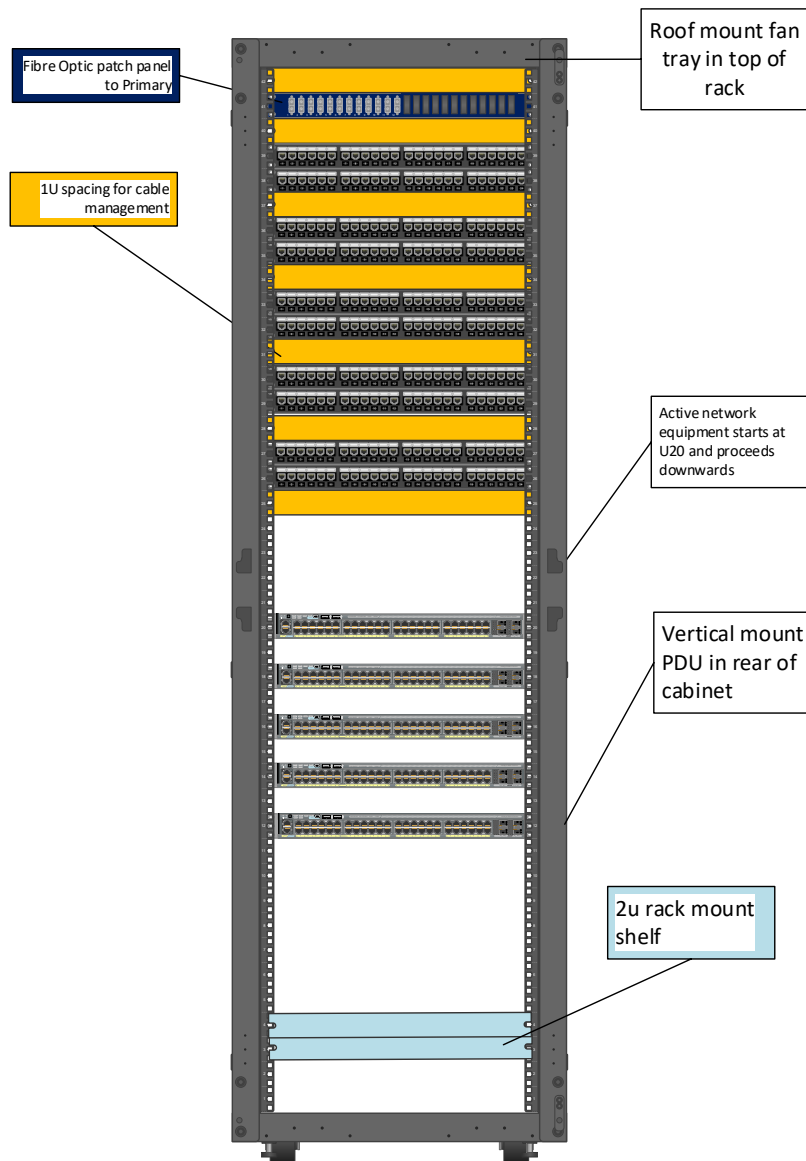 Roof mount fan
tray in top of
rack
Fibre Optic patch panel
to Primary
1U spacing for cable
management
Active network
equipment starts at
U20 and proceeds
downwards
Vertical mount
PDU in rear of
cabinet
2u rack mount
shelf